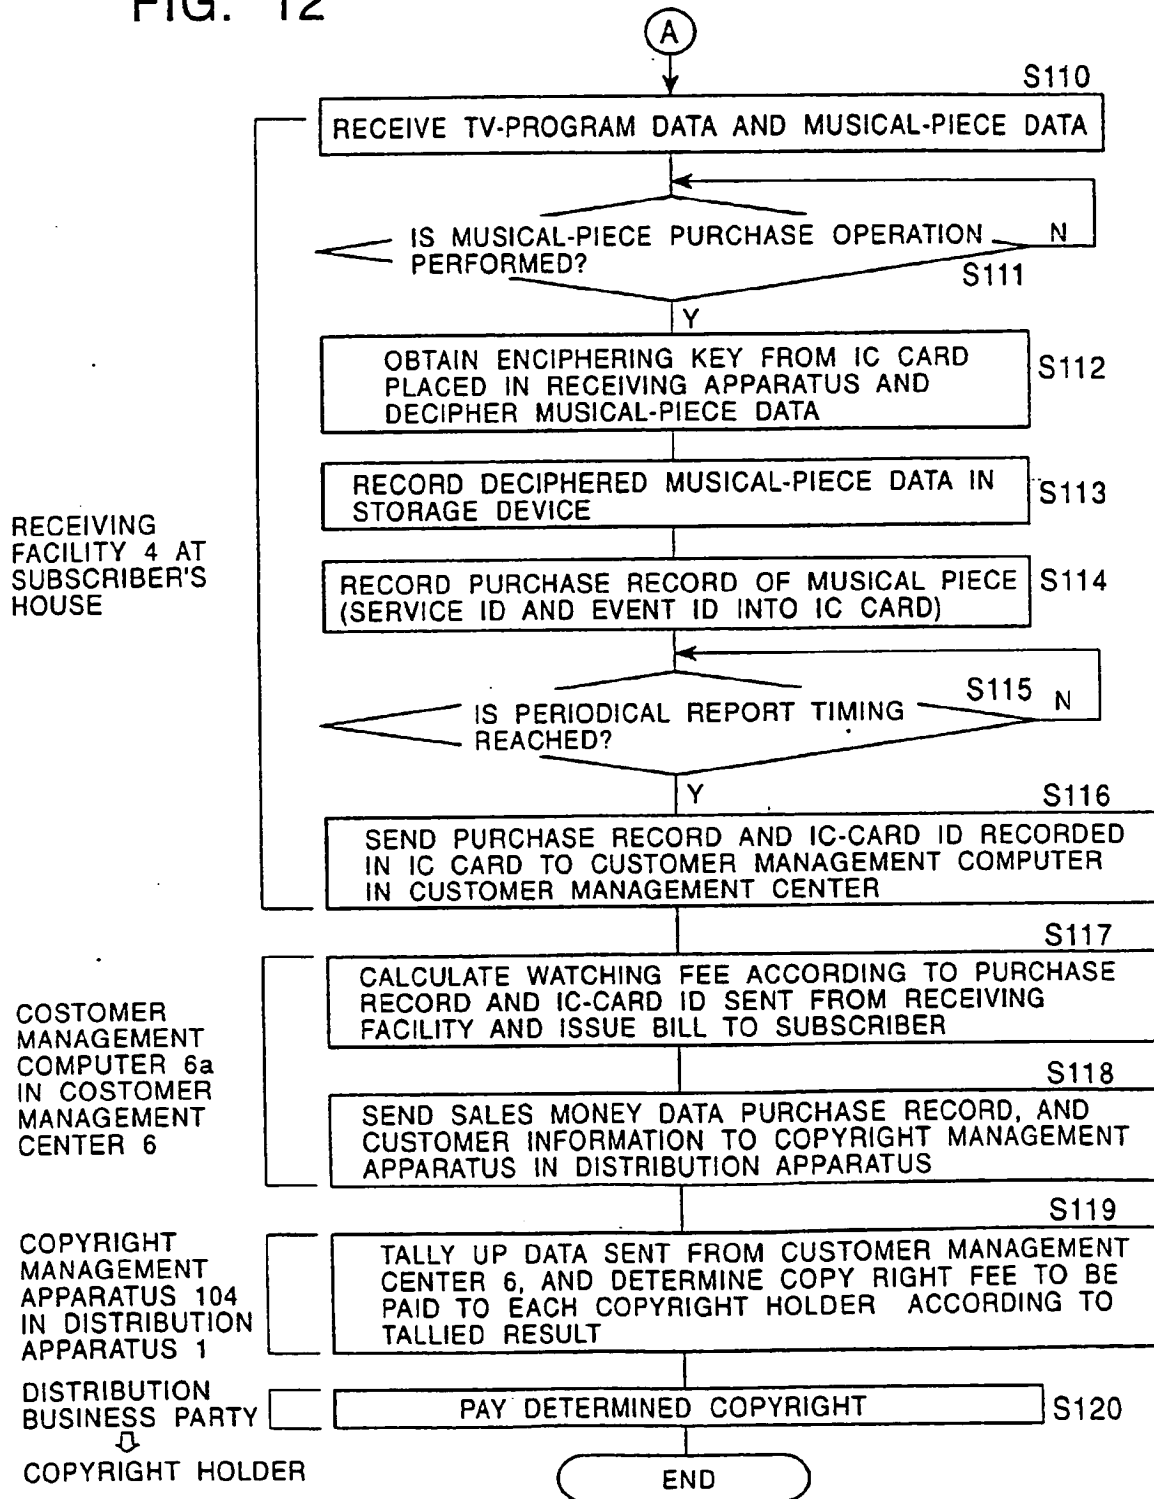 FIG. 12
A
S110
RECEIVE TV-PROGRAM DATA AND MUSICAL-PIECE DATA
IS MUSICAL-PIECE PURCHASE OPERATION
PERFORMED?
N
S111
Y
OBTAIN ENCIPHERING KEY FROM IC CARD
PLACED IN RECEIVING APPARATUS AND
DECIPHER MUSICAL-PIECE DATA
S112
RECORD DECIPHERED MUSICAL-PIECE DATA IN
STORAGE DEVICE
S113
RECEIVING
FACILITY 4 AT
SUBSCRIBER'S
HOUSE
RECORD PURCHASE RECORD OF MUSICAL PIECE
(SERVICE ID AND EVENT ID INTO IC CARD)
S114
S115
N
IS PERIODICAL REPORT TIMING
REACHED?
Y
S116
SEND PURCHASE RECORD AND IC-CARD ID RECORDED
IN IC CARD TO CUSTOMER MANAGEMENT COMPUTER
IN CUSTOMER MANAGEMENT CENTER
S117
CALCULATE WATCHING FEE ACCORDING TO PURCHASE
RECORD AND IC-CARD ID SENT FROM RECEIVING
FACILITY AND ISSUE BILL TO SUBSCRIBER
COSTOMER
MANAGEMENT
COMPUTER 6a
IN COSTOMER
MANAGEMENT
CENTER 6
S118
SEND SALES MONEY DATA PURCHASE RECORD, AND
CUSTOMER INFORMATION TO COPYRIGHT MANAGEMENT
APPARATUS IN DISTRIBUTION APPARATUS
S119
COPYRIGHT
MANAGEMENT
APPARATUS 104
IN DISTRIBUTION
APPARATUS 1
TALLY UP DATA SENT FROM CUSTOMER MANAGEMENT
CENTER 6, AND DETERMINE COPY RIGHT FEE TO BE
PAID TO EACH COPYRIGHT HOLDER ACCORDING TO
TALLIED RESULT
DISTRIBUTION
BUSINESS PARTY
⇩
COPYRIGHT HOLDER
PAY DETERMINED COPYRIGHT
S120
END